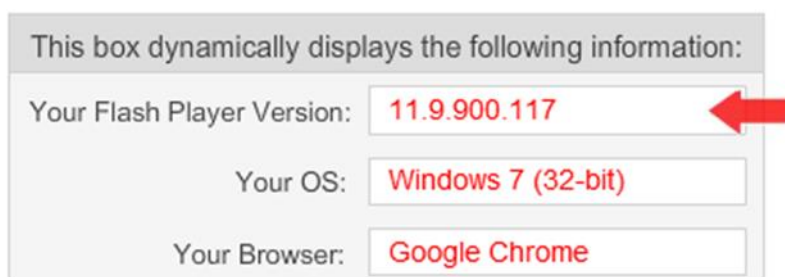 This box dynamically displays the following information:
Your Flash Player Version: 11.9.900.117
Your OS: Windows 7 (32-bit)
Your Browser: Google Chrome